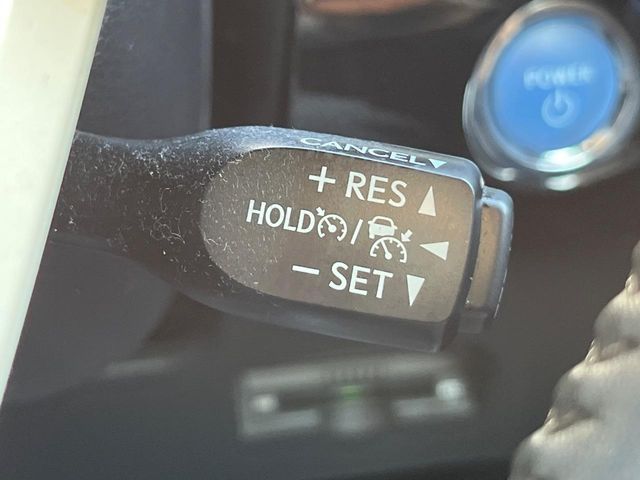 CANCEL
+ RES
HOLD /
− SET
POWER